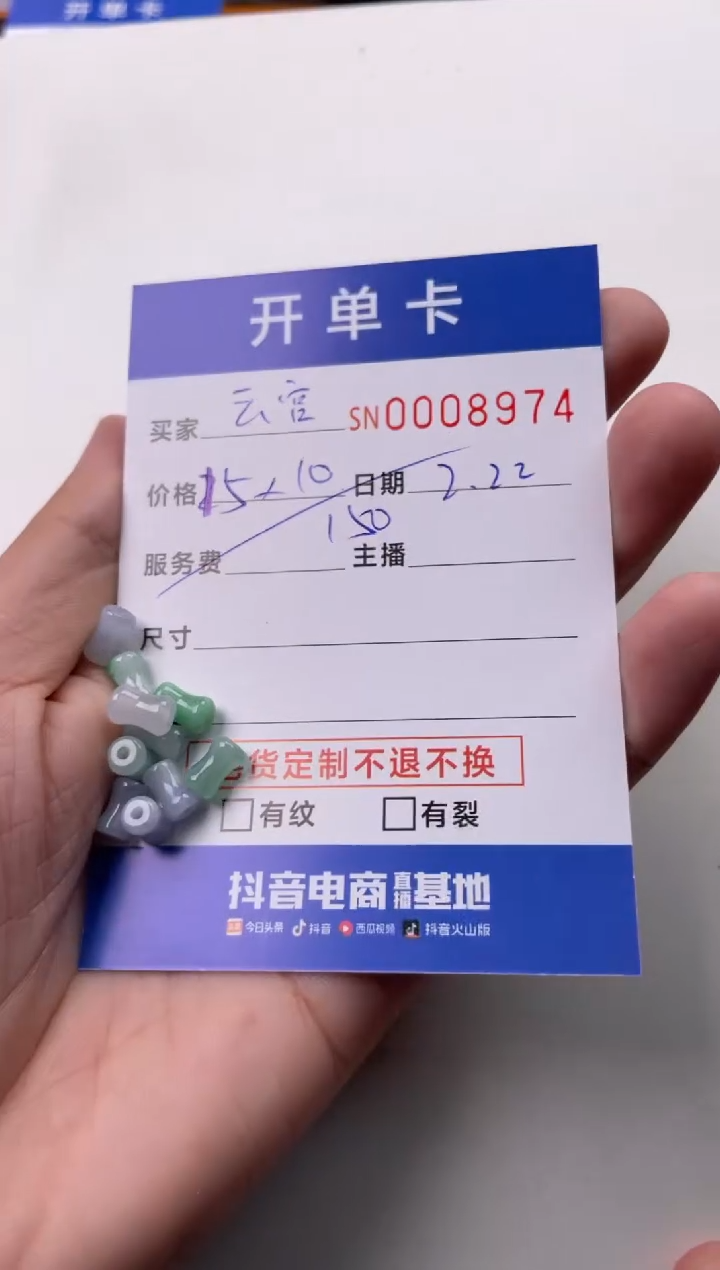 开单卡
开单卡
买家 云宫 SN0008974
价格 15×10 日期 2.22
150
服务费 主播
尺寸
货定制不退不换
有纹 有裂
抖音电商直播基地
今日头条 抖音 西瓜视频 抖音火山版